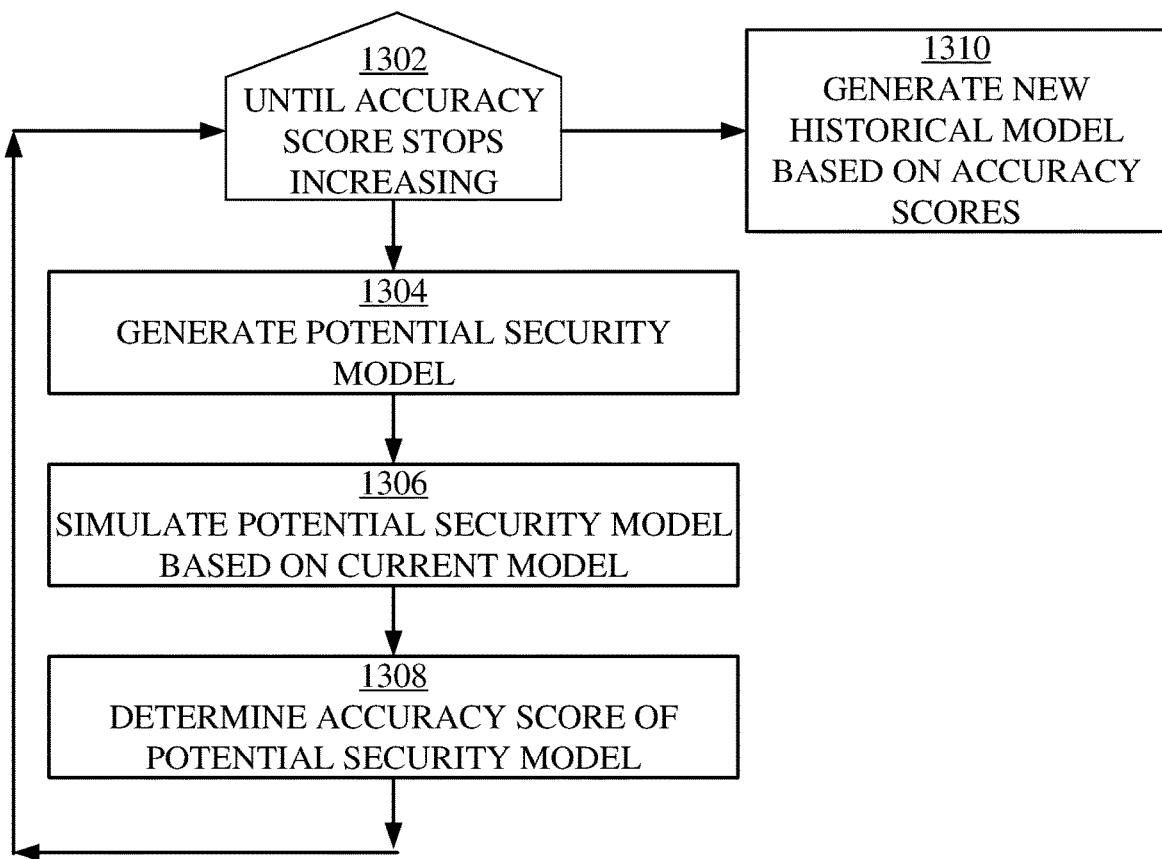 1302
UNTIL ACCURACY
SCORE STOPS
INCREASING
1310
GENERATE NEW
HISTORICAL MODEL
BASED ON ACCURACY
SCORES
1304
GENERATE POTENTIAL SECURITY
MODEL
1306
SIMULATE POTENTIAL SECURITY MODEL
BASED ON CURRENT MODEL
1308
DETERMINE ACCURACY SCORE OF
POTENTIAL SECURITY MODEL